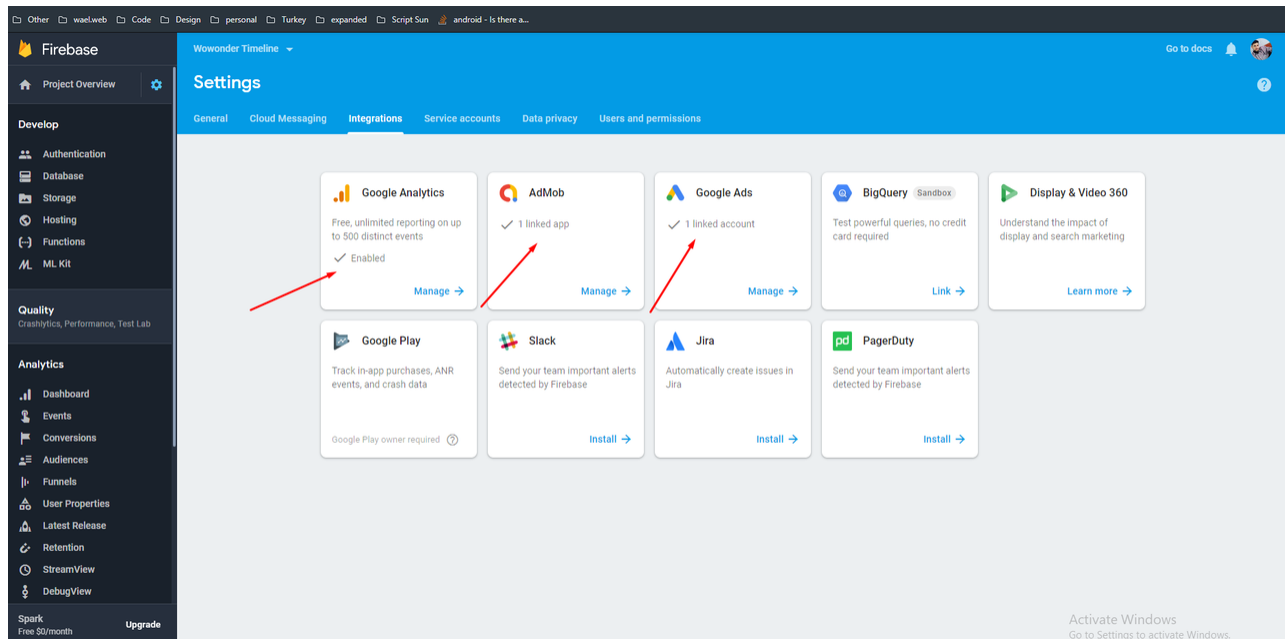 Other wael.web Code Design personal Turkey expanded Script Sun android - Is there a...
Firebase
Project Overview
Develop
Authentication
Database
Storage
Hosting
Functions
ML Kit
Quality
Crashlytics, Performance, Test Lab
Analytics
Dashboard
Events
Conversions
Audiences
Funnels
User Properties
Latest Release
Retention
StreamView
DebugView
Spark
Free $0/month
Upgrade
Wowonder Timeline
Go to docs
Settings
General Cloud Messaging Integrations Service accounts Data privacy Users and permissions
Google Analytics
Free, unlimited reporting on up
to 500 distinct events
Enabled
Manage
AdMob
1 linked app
Manage
Google Ads
1 linked account
Manage
BigQuery Sandbox
Test powerful queries, no credit
card required
Link
Display & Video 360
Understand the impact of
display and search marketing
Learn more
Google Play
Track in-app purchases, ANR
events, and crash data
Google Play owner required
Slack
Send your team important alerts
detected by Firebase
Install
Jira
Automatically create issues in
Jira
Install
pd
PagerDuty
Send your team important alerts
detected by Firebase
Install
Activate Windows
Go to Settings to activate Windows.